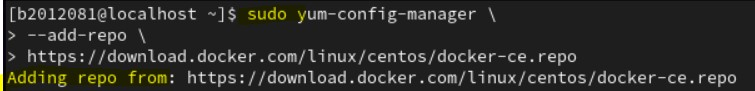 [b2012081@localhost ~]$ sudo yum-config-manager \
> --add-repo \
> https://download.docker.com/linux/centos/docker-ce.repo
Adding repo from: https://download.docker.com/linux/centos/docker-ce.repo